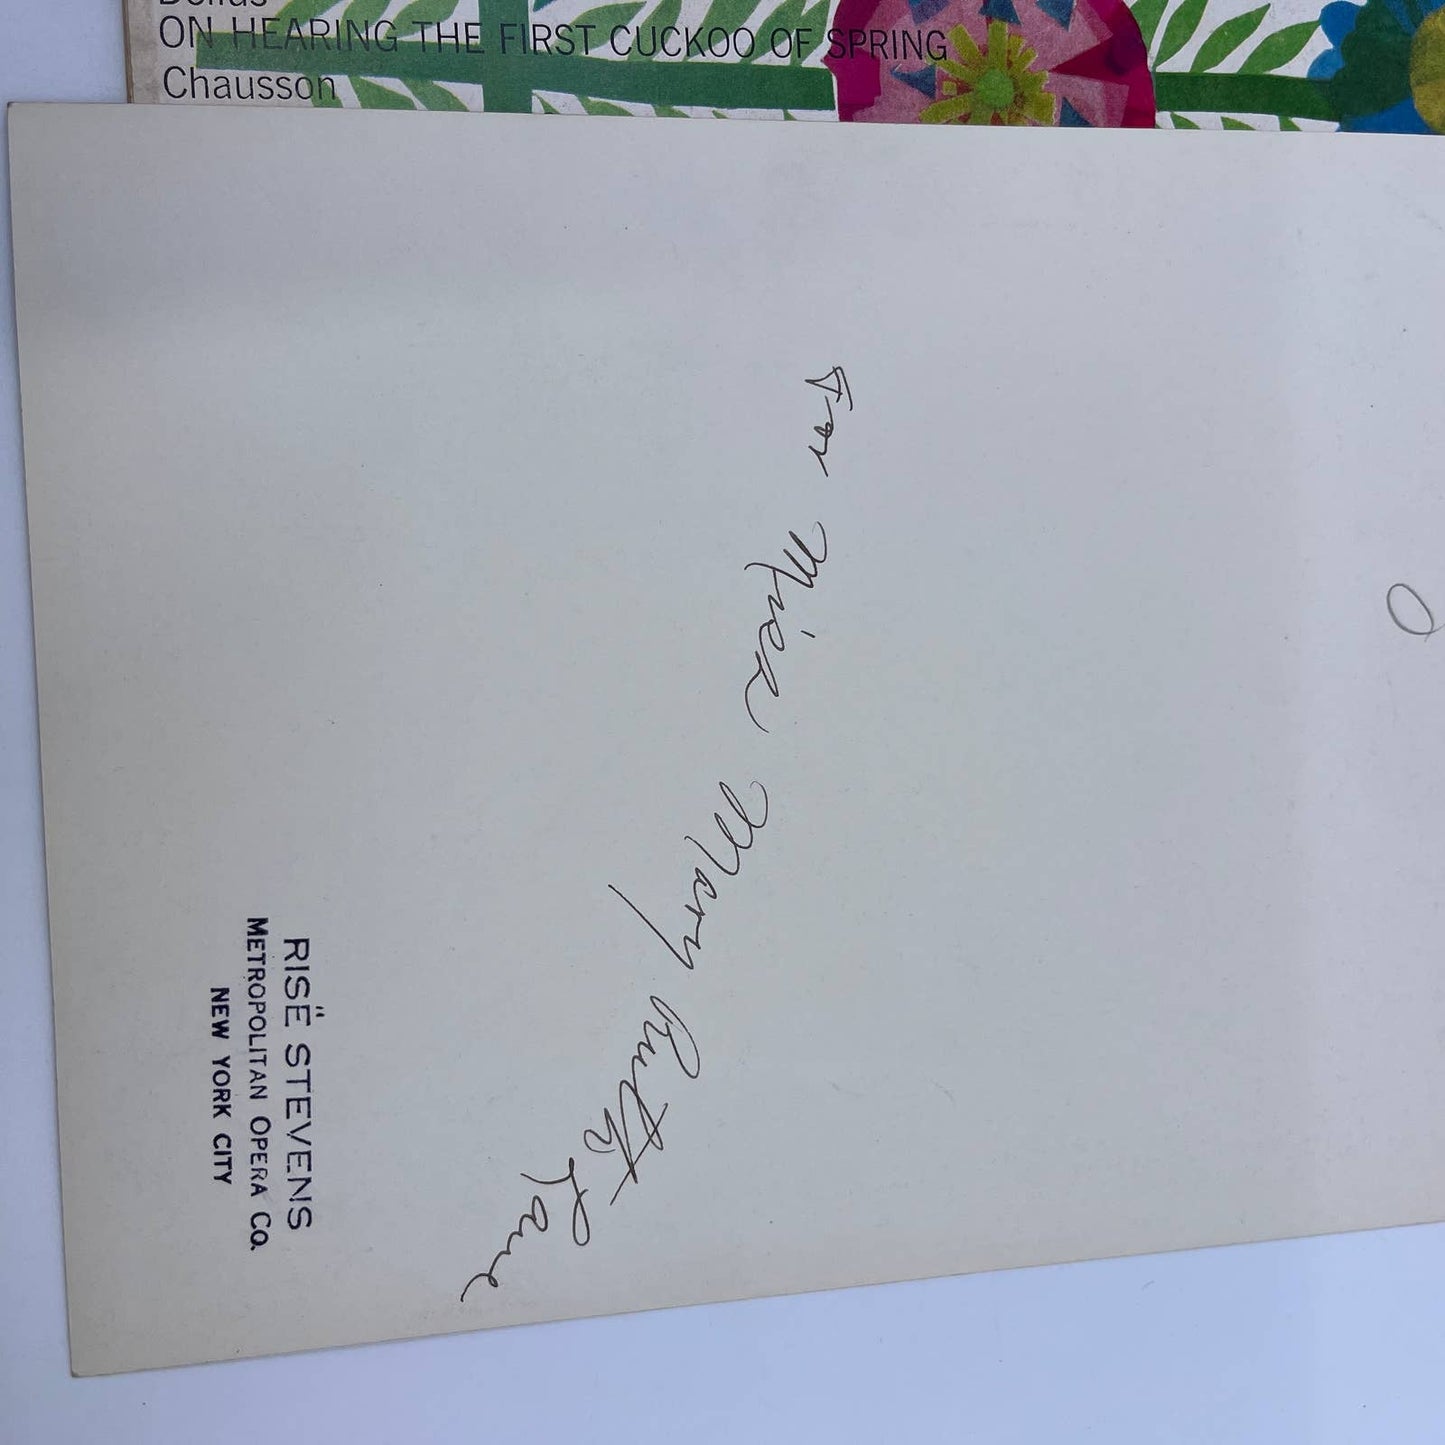 Delius
ON HEARING THE FIRST CUCKOO OF SPRING
Chausson
For Miss Mary Ruth
Lane
RISË STEVENS
METROPOLITAN OPERA CO.
NEW YORK CITY